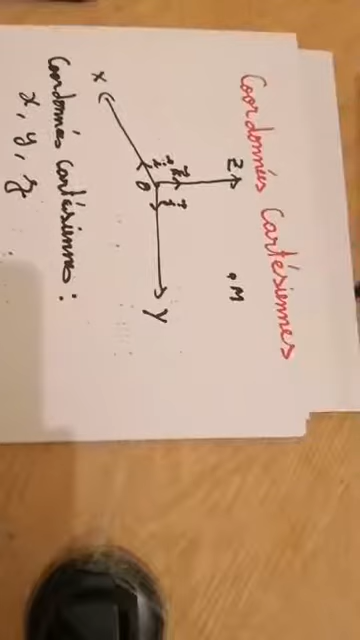 Coordonnées Cartésiennes
Z
M
O
Y
X
Coordonnées Cartésiennes :
x, y, z